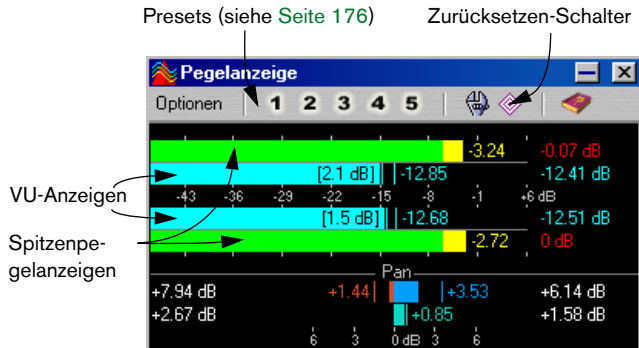 Presets (siehe Seite 176) Zurücksetzen-Schalter
Pegelanzeige
Optionen 1 2 3 4 5
-3.24 -0.07 dB
VU-Anzeigen
[2.1 dB] -12.85 -12.41 dB
-43 -36 -29 -22 -15 -8 -1 +6 dB
[1.5 dB] -12.68 -12.51 dB
Spitzenpe-
gelanzeigen
-2.72 0 dB
Pan
+7.94 dB +1.44 +3.53 +6.14 dB
+2.67 dB +0.85 +1.58 dB
6 3 0 dB 3 6